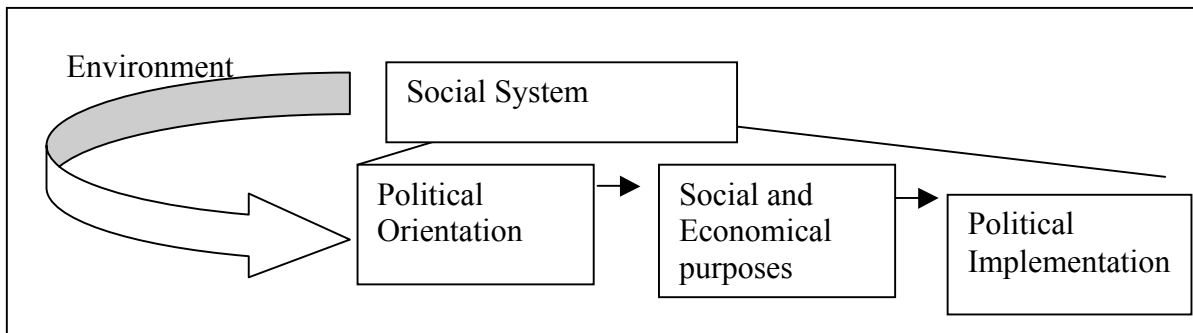 Environment
Social System
Political
Orientation
Social and
Economical
purposes
Political
Implementation